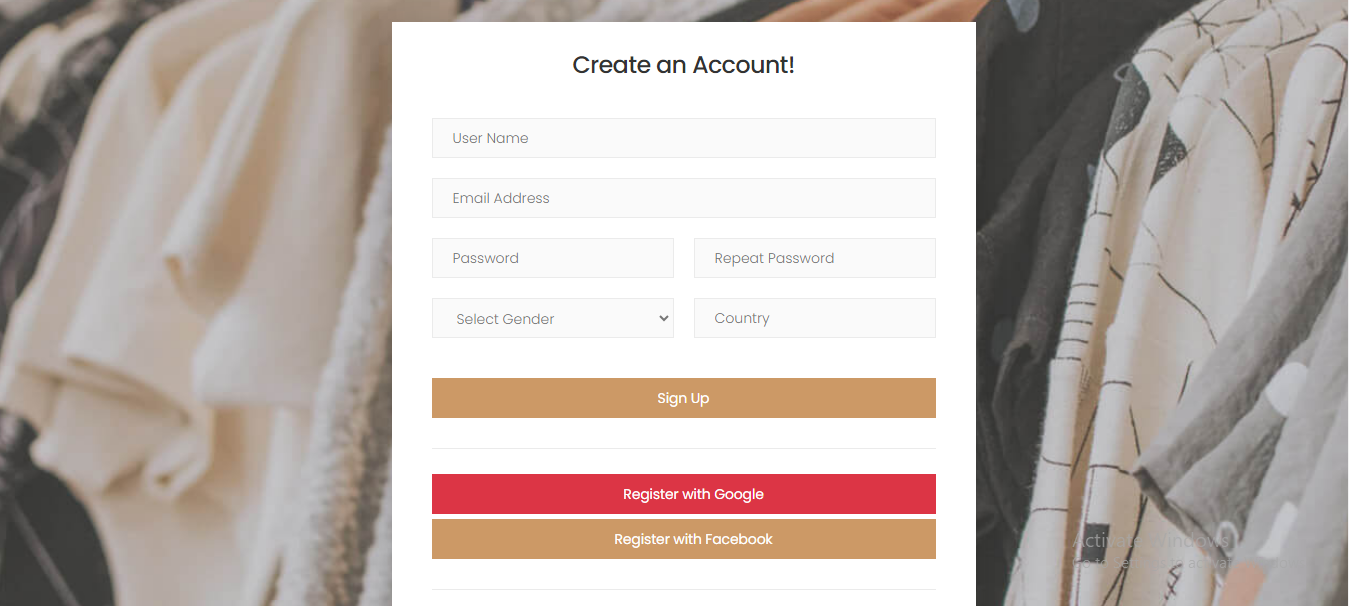 Create an Account!
User Name
Email Address
Password
Repeat Password
Select Gender
Country
Sign Up
Register with Google
Register with Facebook
Activate Windows
Go to Settings to activate